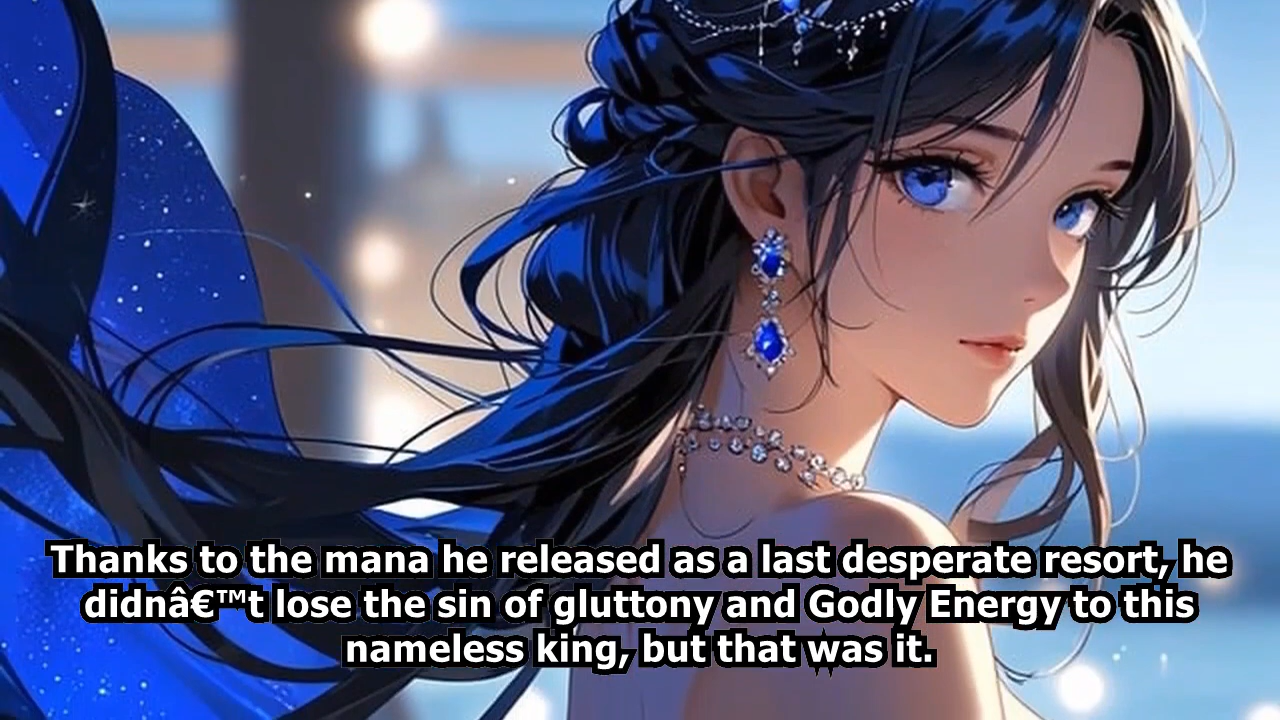 Thanks to the mana he released as a last desperate resort, he
didnâ€™t lose the sin of gluttony and Godly Energy to this
nameless king, but that was it.